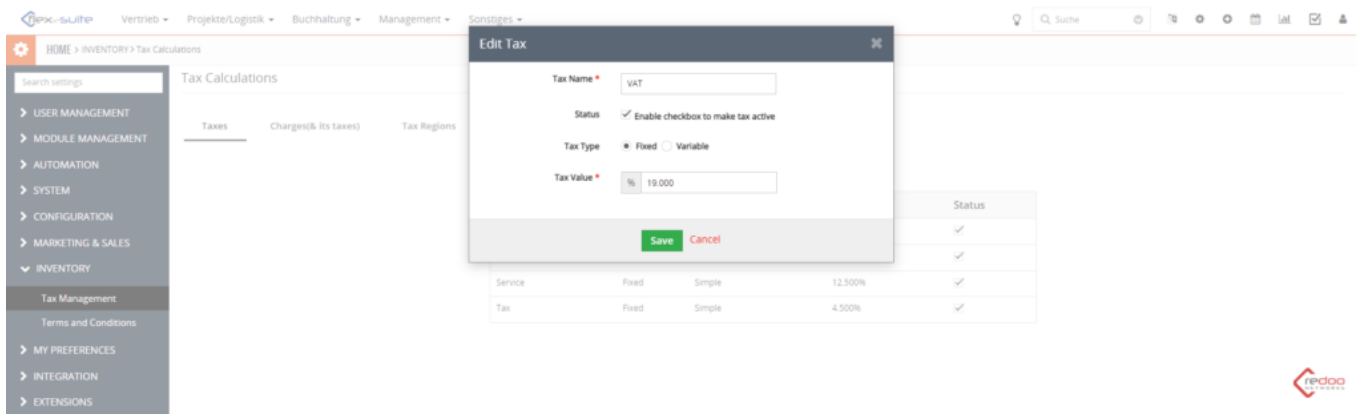 flex-suite Vertrieb Projekte/Logistik Buchhaltung Management Sonstiges Suche
HOME > INVENTORY > Tax Calculations
Search settings
USER MANAGEMENT
MODULE MANAGEMENT
AUTOMATION
SYSTEM
CONFIGURATION
MARKETING & SALES
INVENTORY
Tax Management
Terms and Conditions
MY PREFERENCES
INTEGRATION
EXTENSIONS
Tax Calculations
Taxes Charges(& its taxes) Tax Regions
Edit Tax
Tax Name * VAT
Status Enable checkbox to make tax active
Tax Type Fixed Variable
Tax Value * % 19.000
Save Cancel
Status
Service Fixed Simple 12.500%
Tax Fixed Simple 4.500%
redoo
NETWORKS